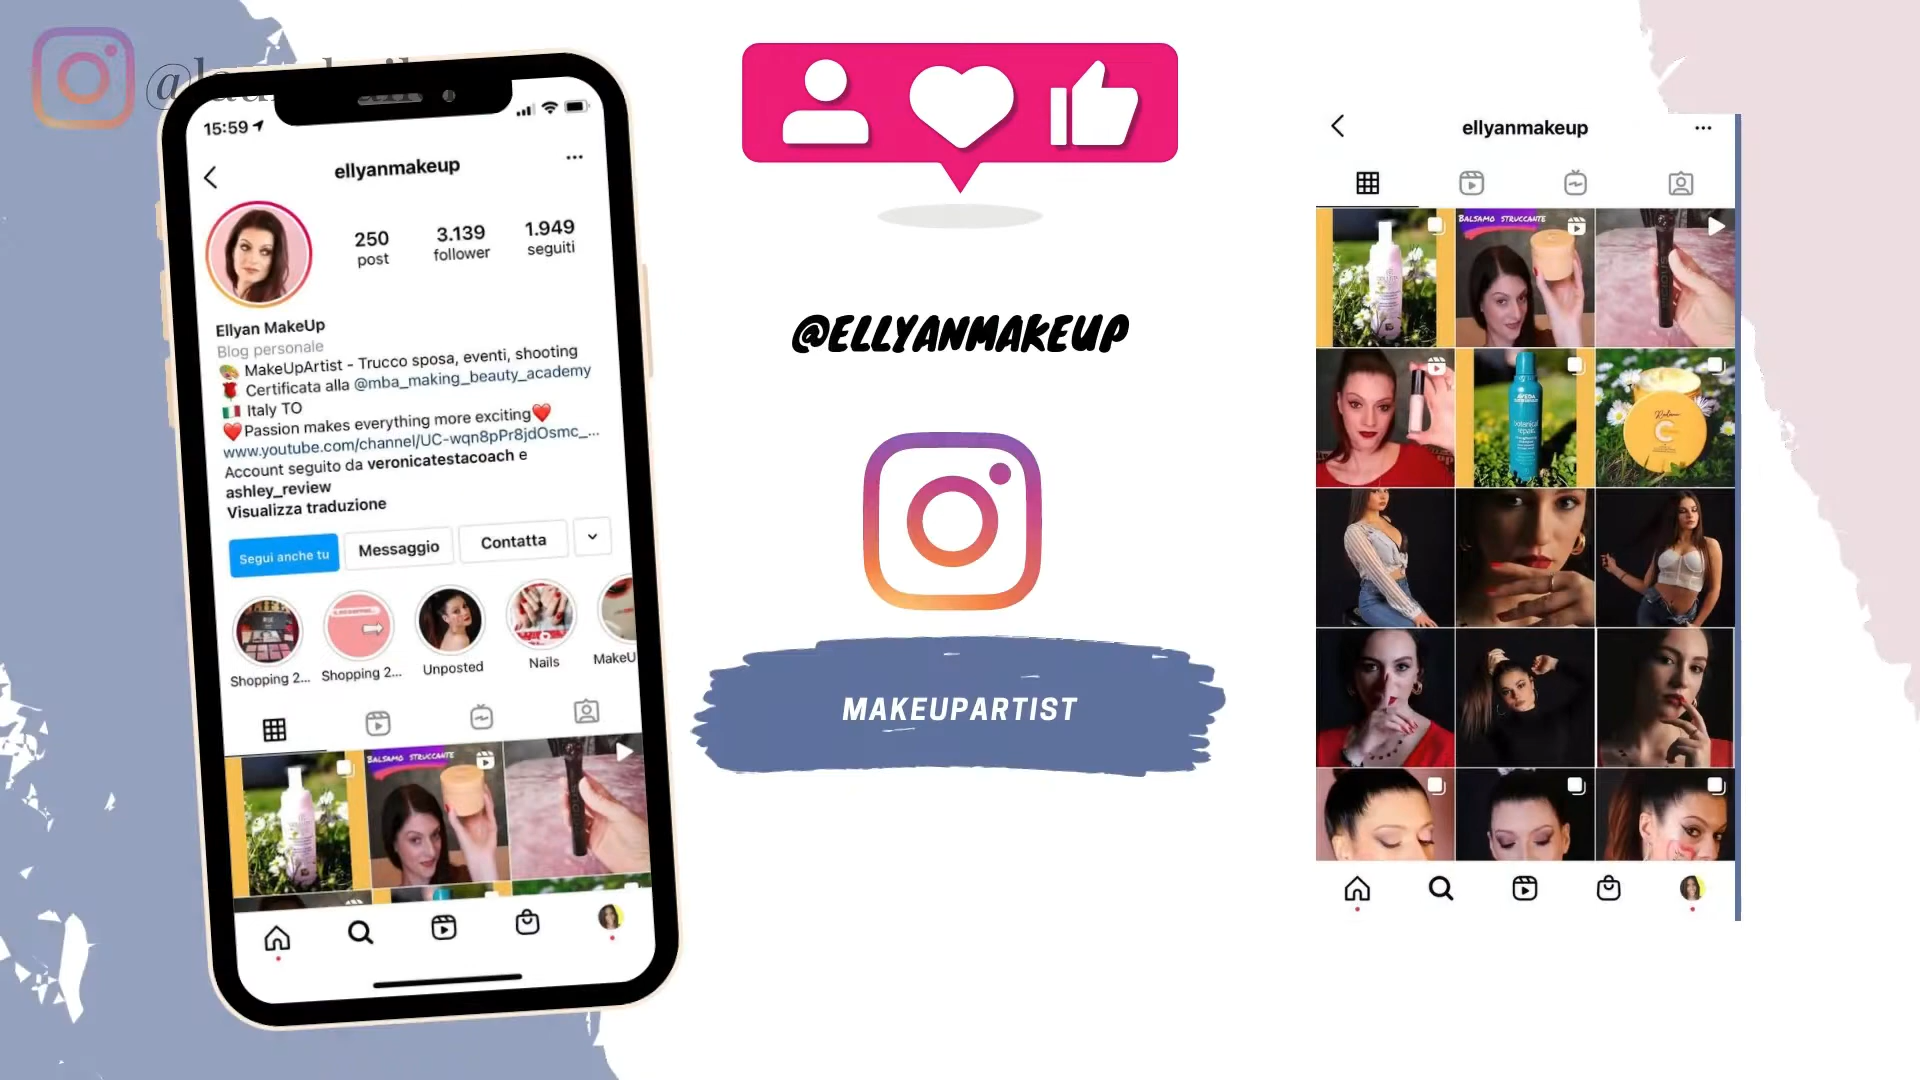 15:59
ellyanmakeup
250
post
3.139
follower
1.949
seguiti
Ellyan MakeUp
Blog personale
MakeUpArtist - Trucco sposa, eventi, shooting
Certificata alla @mba_making_beauty_academy
Italy TO
Passion makes everything more exciting
www.youtube.com/channel/UC-wqn8pPr8jdOsmc_...
Account seguito da veronicatestacoach e
ashley_review
Visualizza traduzione
Segui anche tu
Messaggio
Contatta
Shopping 2...
Shopping 2...
Unposted
Nails
MakeU
BALSAMO STRUCCANTE
@ELLYANMAKEUP
MAKEUPARTIST
ellyanmakeup
BALSAMO STRUCCANTE
AVEDA
botanical
repair
C